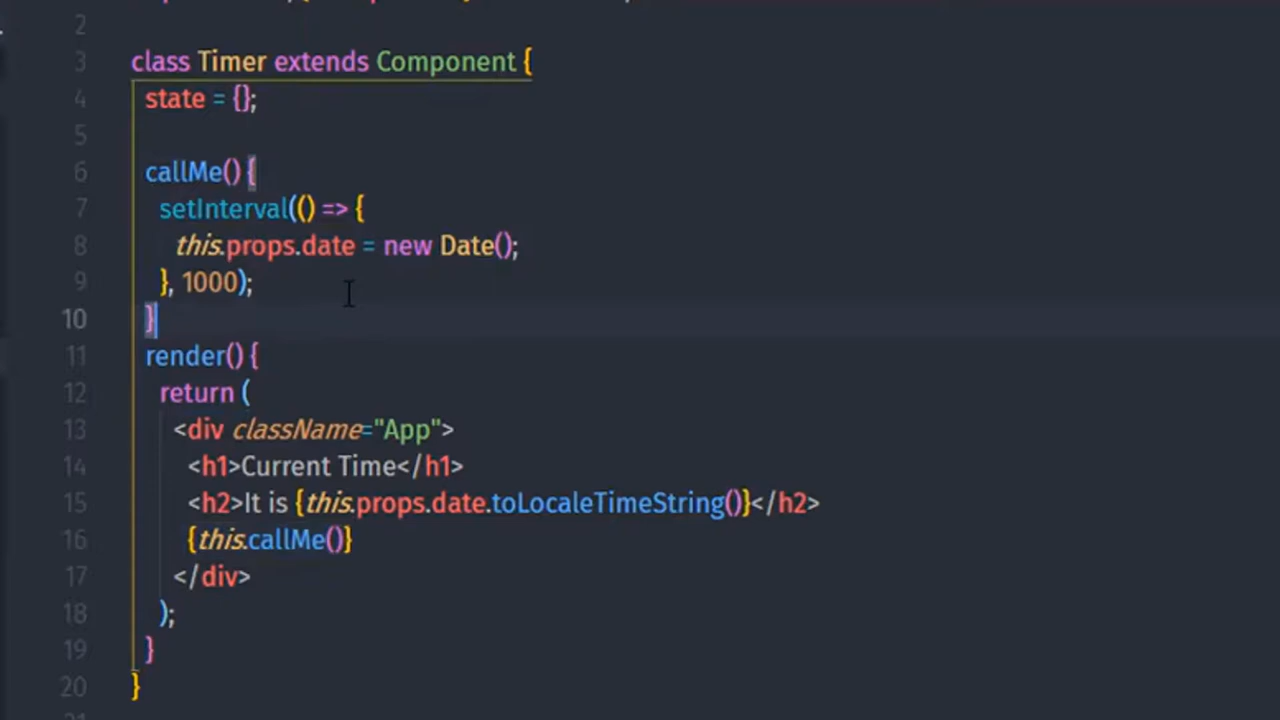 2
3 class Timer extends Component {
4 state = {};
5
6 callMe() {
7 setInterval(() => {
8 this.props.date = new Date();
9 }, 1000);
10 }
11 render() {
12 return (
13 <div className="App">
14 <h1>Current Time</h1>
15 <h2>It is {this.props.date.toLocaleTimeString()}</h2>
16 {this.callMe()}
17 </div>
18 );
19 }
20 }